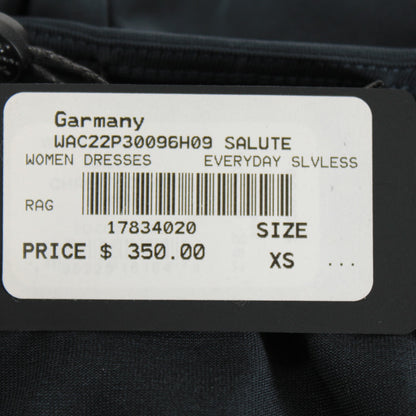 Garmany
WAC22P30096H09 SALUTE
WOMEN DRESSES EVERYDAY SLVLESS
RAG
17834020 SIZE
PRICE $ 350.00 XS ...